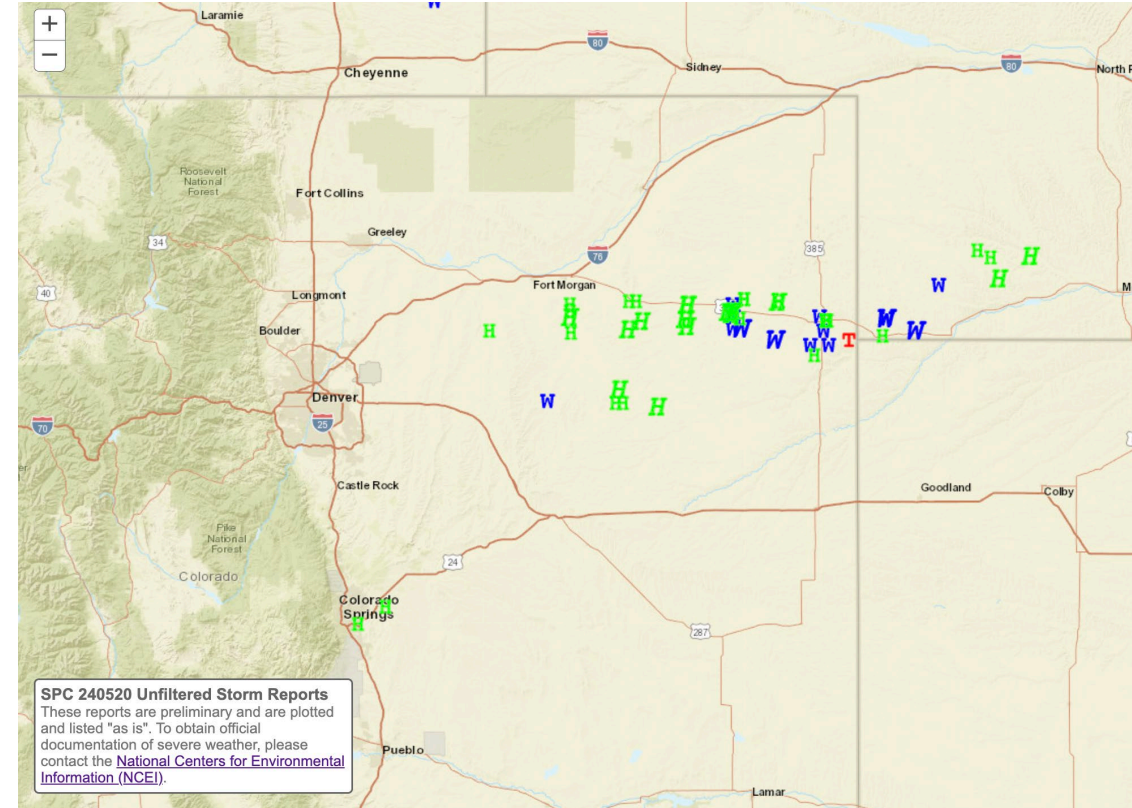 +
−
Laramie
W
80
Cheyenne
Sidney
80
North
Roosevelt
National
Forest
Fort Collins
34
Greeley
385
H
H
H
76
40
Fort Morgan
H
W
M
Longmont
H
HH
H
W
H
H
H
H
H
W
W
Boulder
H
H
H
H
H
H
W
W
W
W
H
W
W
H
W
W
W
T
H
H
Denver
W
H
HH
H
25
70
Castle Rock
Goodland
Colby
Pike
National
Forest
24
Colorado
Colorado
Springs
H
H
287
SPC 240520 Unfiltered Storm Reports
These reports are preliminary and are plotted
and listed "as is". To obtain official
documentation of severe weather, please
contact the National Centers for Environmental
Information (NCEI).
Pueblo
Lamar